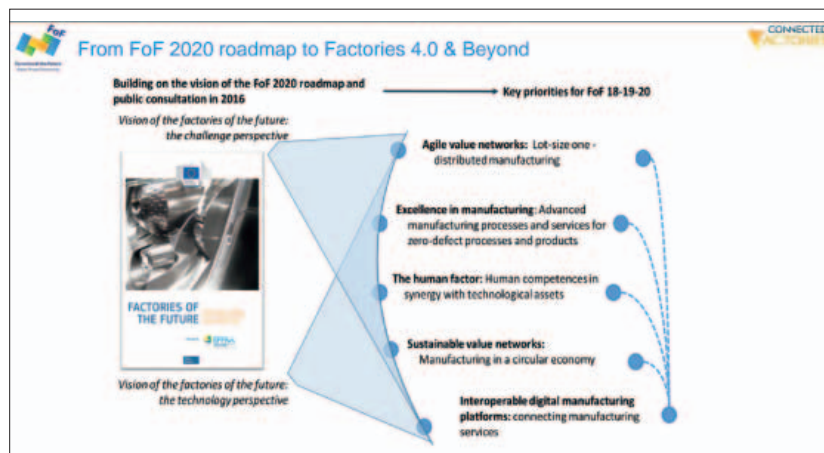 FoF
From FoF 2020 roadmap to Factories 4.0 & Beyond
CONNECTED
FACTORIES
Building on the vision of the FoF 2020 roadmap and
public consultation in 2016
Key priorities for FoF 18-19-20
Vision of the factories of the future:
the challenge perspective
Agile value networks: Lot-size one -
distributed manufacturing
Excellence in manufacturing: Advanced
manufacturing processes and services for
zero-defect processes and products
FACTORIES OF
THE FUTURE
EFFRA
The human factor: Human competences in
synergy with technological assets
Sustainable value networks:
Manufacturing in a circular economy
Vision of the factories of the future:
the technology perspective
Interoperable digital manufacturing
platforms: connecting manufacturing
services